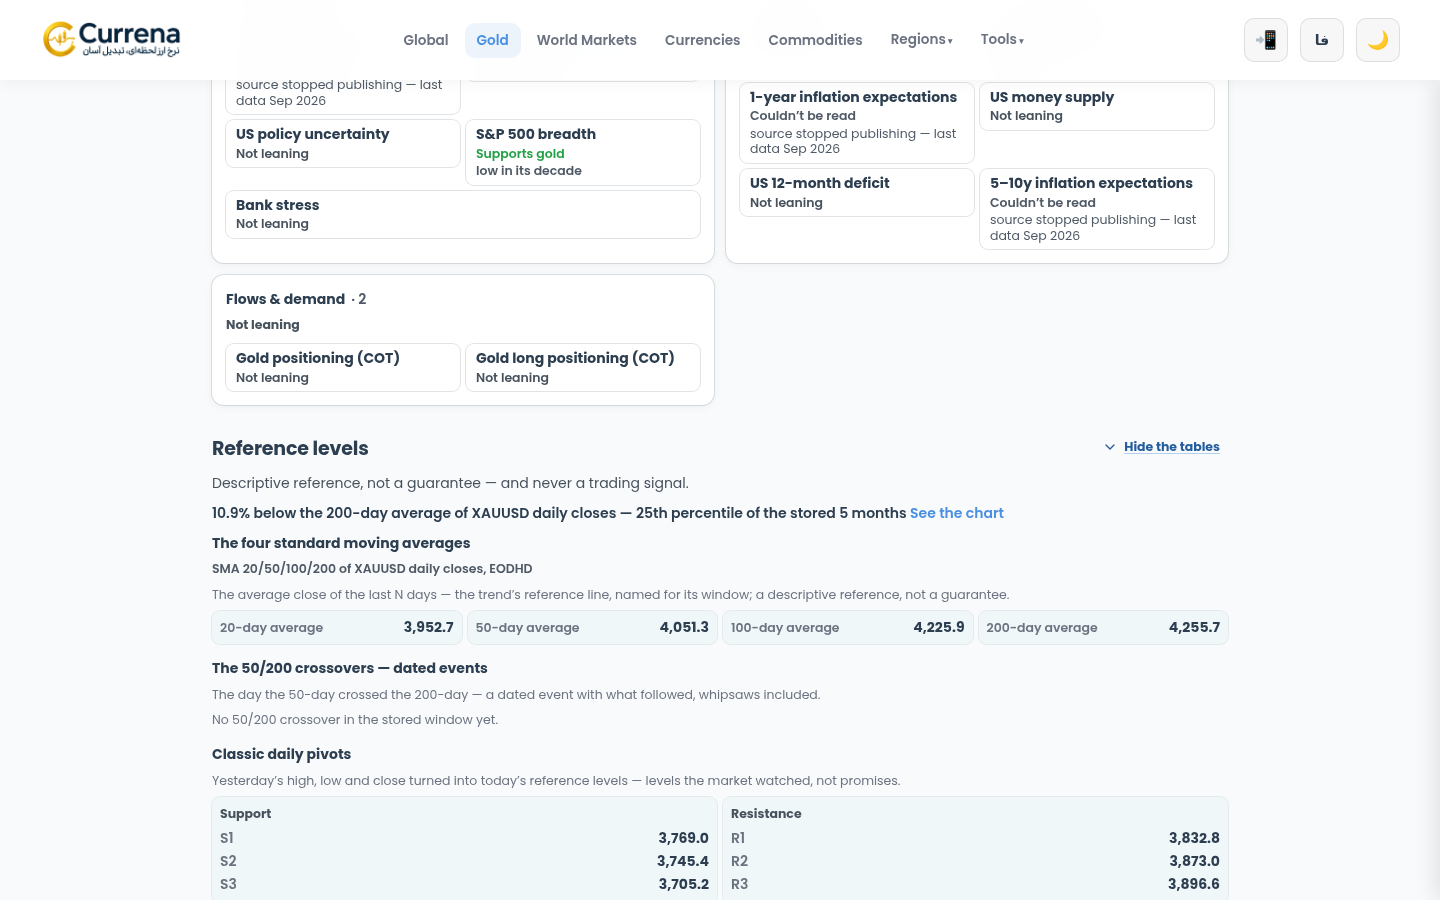 Currena
نرخ ارز لحظه‌ای، تبدیل آسان
Global
Gold
World Markets
Currencies
Commodities
Regions ▾
Tools ▾
فا
source stopped publishing — last
data Sep 2026
US policy uncertainty
Not leaning
S&P 500 breadth
Supports gold
low in its decade
Bank stress
Not leaning
1-year inflation expectations
Couldn’t be read
source stopped publishing — last
data Sep 2026
US money supply
Not leaning
US 12-month deficit
Not leaning
5–10y inflation expectations
Couldn’t be read
source stopped publishing — last
data Sep 2026
Flows & demand · 2
Not leaning
Gold positioning (COT)
Not leaning
Gold long positioning (COT)
Not leaning
Reference levels
Hide the tables
Descriptive reference, not a guarantee — and never a trading signal.
10.9% below the 200-day average of XAUUSD daily closes — 25th percentile of the stored 5 months See the chart
The four standard moving averages
SMA 20/50/100/200 of XAUUSD daily closes, EODHD
The average close of the last N days — the trend’s reference line, named for its window; a descriptive reference, not a guarantee.
20-day average 3,952.7
50-day average 4,051.3
100-day average 4,225.9
200-day average 4,255.7
The 50/200 crossovers — dated events
The day the 50-day crossed the 200-day — a dated event with what followed, whipsaws included.
No 50/200 crossover in the stored window yet.
Classic daily pivots
Yesterday’s high, low and close turned into today’s reference levels — levels the market watched, not promises.
Support
S1 3,769.0
S2 3,745.4
S3 3,705.2
Resistance
R1 3,832.8
R2 3,873.0
R3 3,896.6